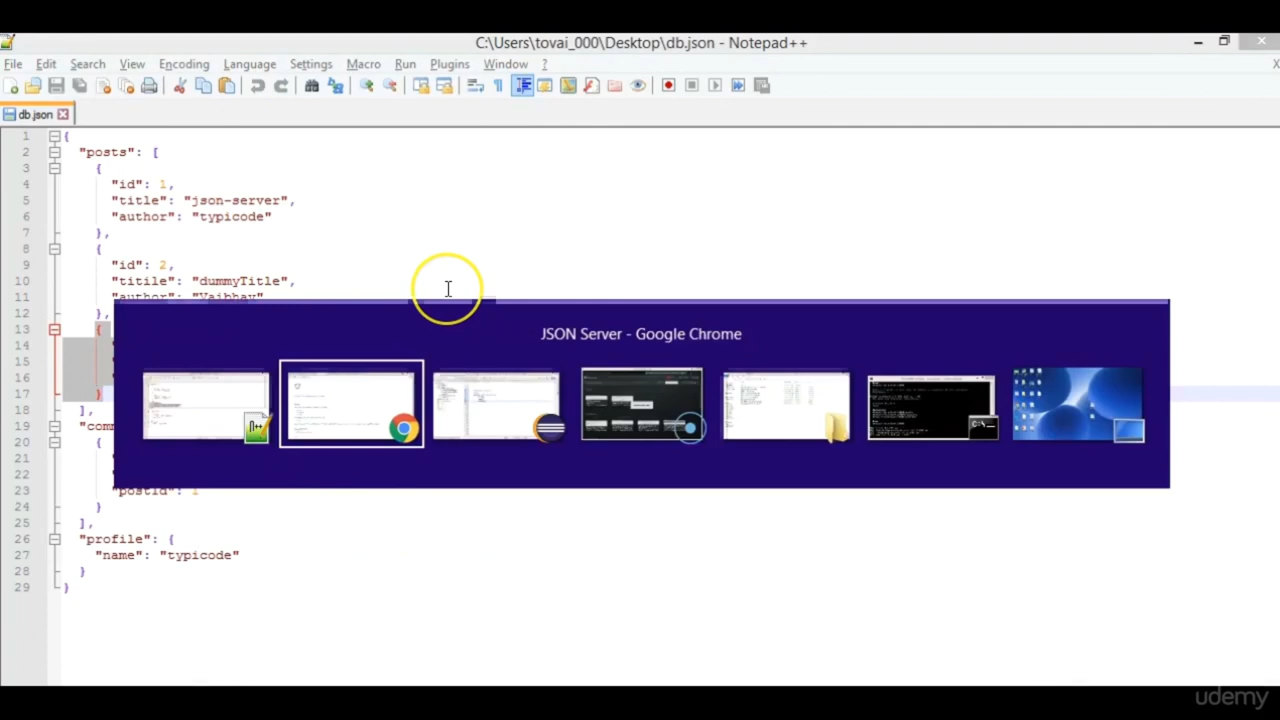 C:\Users\tovai_000\Desktop\db.json - Notepad++
File Edit Search View Encoding Language Settings Macro Run Plugins Window ? X
db.json
1 {
2 "posts": [
3 {
4 "id": 1,
5 "title": "json-server",
6 "author": "typicode"
7 },
8 {
9 "id": 2,
10 "titile": "dummyTitle",
11 "author": "Vaibhav"
12 },
13 {
14
15
16
17 }
18 ],
19 "com
20 {
21
22
23 "postId": 1
24 }
25 ],
26 "profile": {
27 "name": "typicode"
28 }
29 }
JSON Server - Google Chrome
udemy